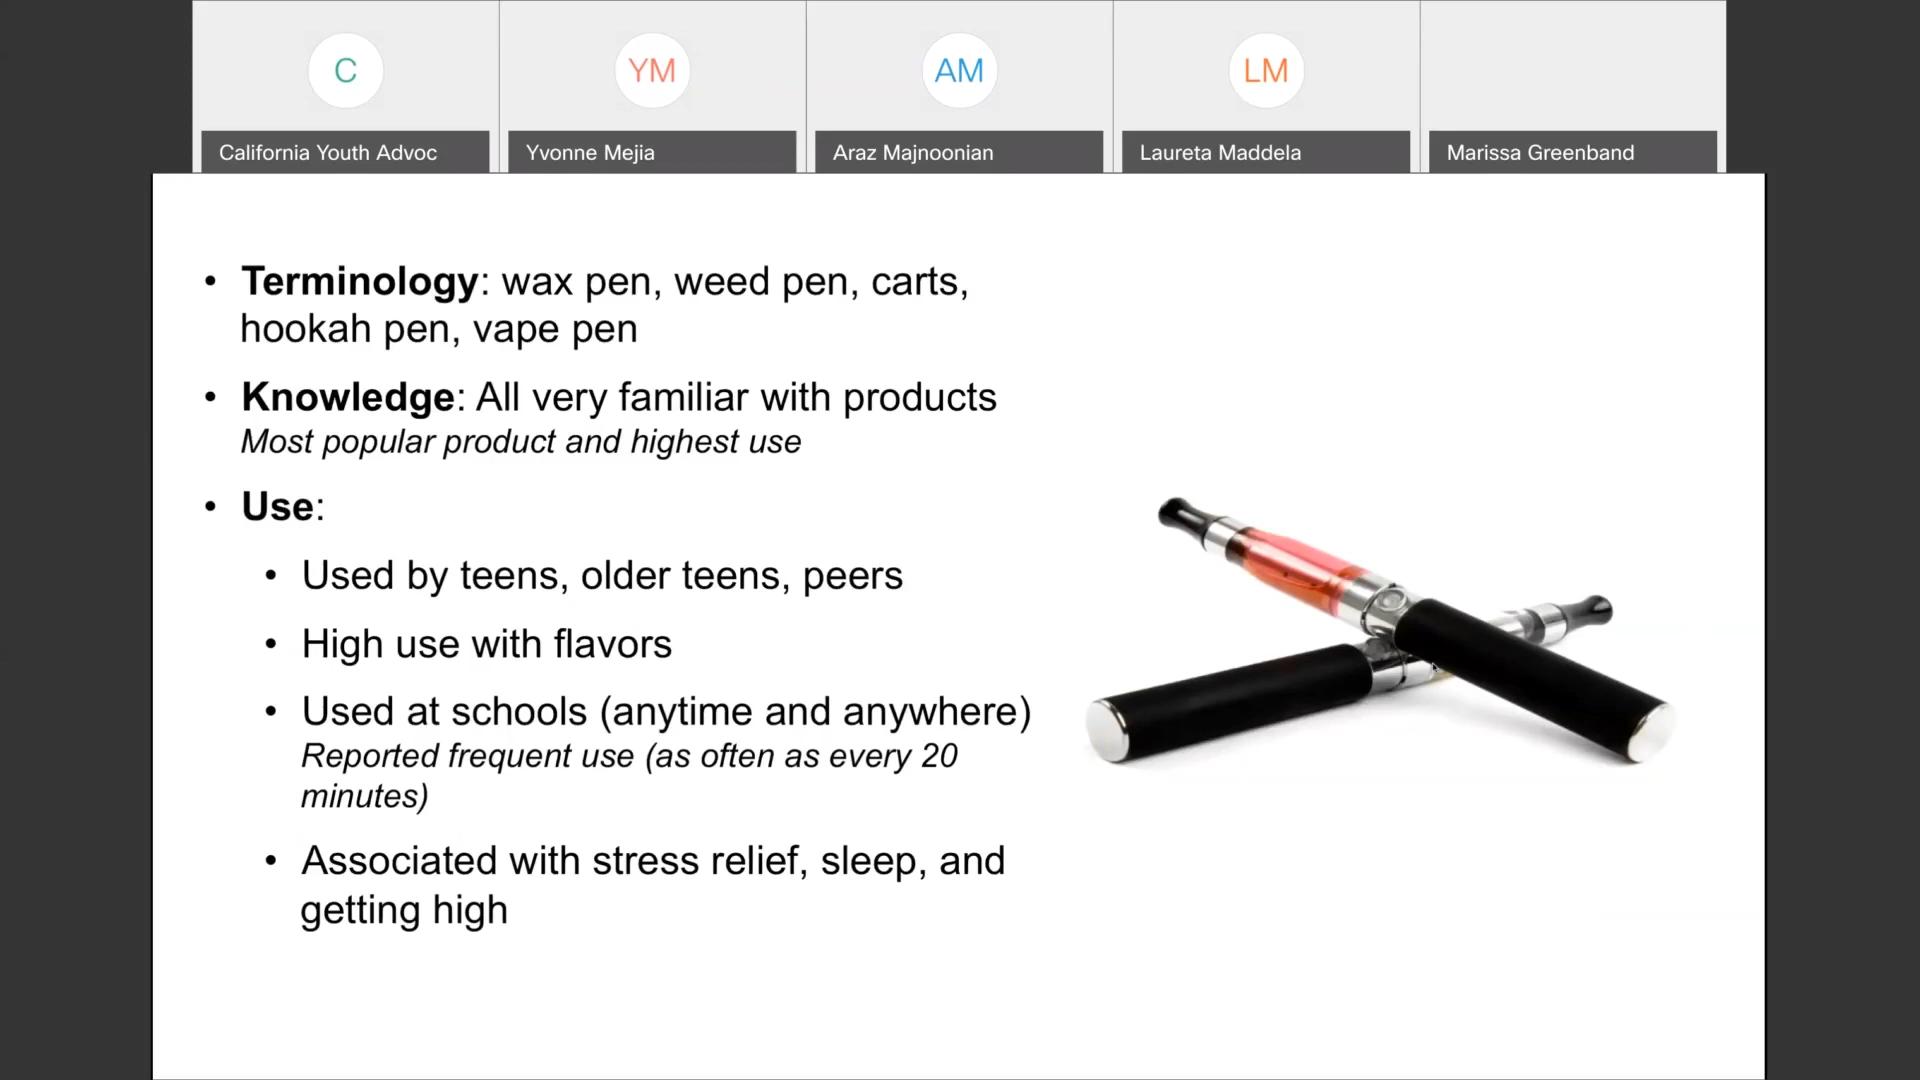 C
YM
AM
LM
California Youth Advoc
Yvonne Mejia
Araz Majnoonian
Laureta Maddela
Marissa Greenband
• Terminology: wax pen, weed pen, carts,
hookah pen, vape pen
• Knowledge: All very familiar with products
Most popular product and highest use
• Use:
• Used by teens, older teens, peers
• High use with flavors
• Used at schools (anytime and anywhere)
Reported frequent use (as often as every 20
minutes)
• Associated with stress relief, sleep, and
getting high